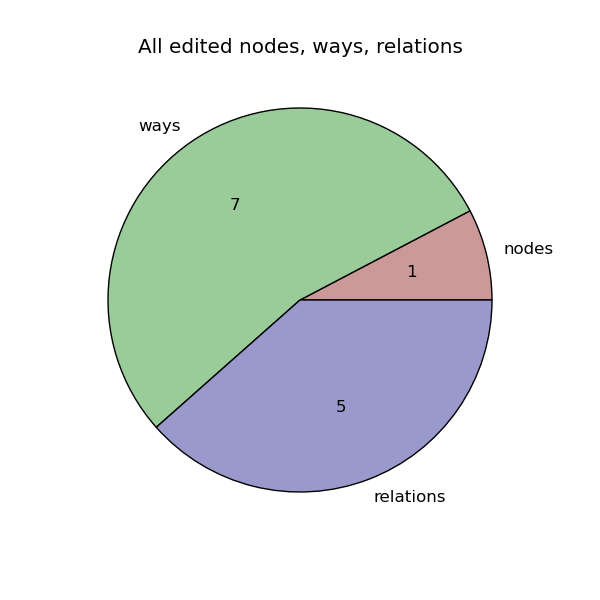 All edited nodes, ways, relations
ways
7
nodes
1
5
relations